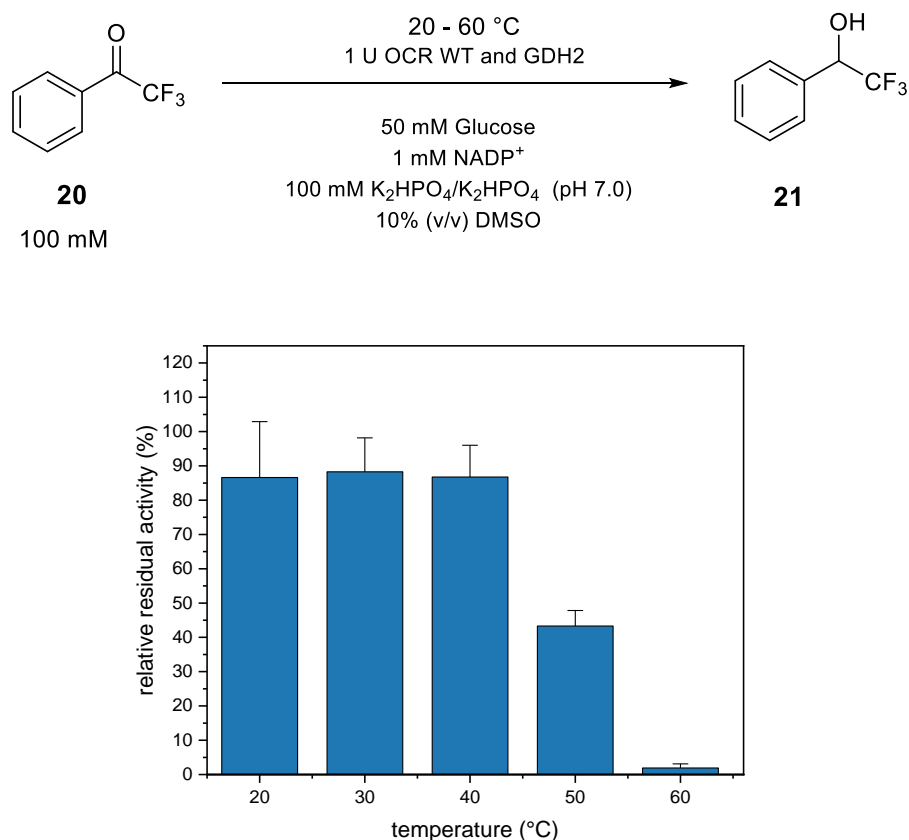 20 - 60 °C
1 U OCR WT and GDH2
50 mM Glucose
1 mM NADP⁺
100 mM K₂HPO₄/K₂HPO₄ (pH 7.0)
10% (v/v) DMSO
O
CF₃
20
100 mM
OH
CF₃
21
relative residual activity (%)
120
110
100
90
80
70
60
50
40
30
20
10
0
20 30 40 50 60
temperature (°C)